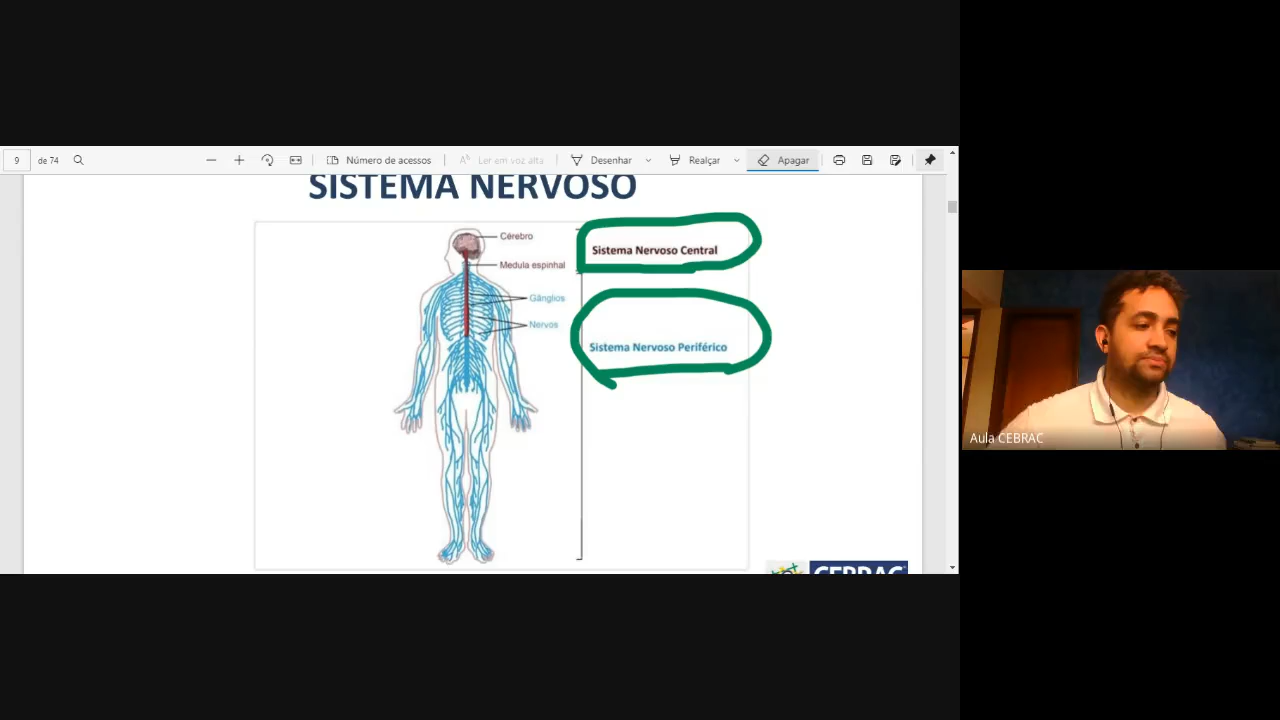 9 de 74 Número de acessos Ler em voz alta Desenhar Realçar Apagar
SISTEMA NERVOSO
Cérebro
Sistema Nervoso Central
Medula espinhal
Gânglios
Nervos
Sistema Nervoso Periférico
CEBRAC
Aula CEBRAC